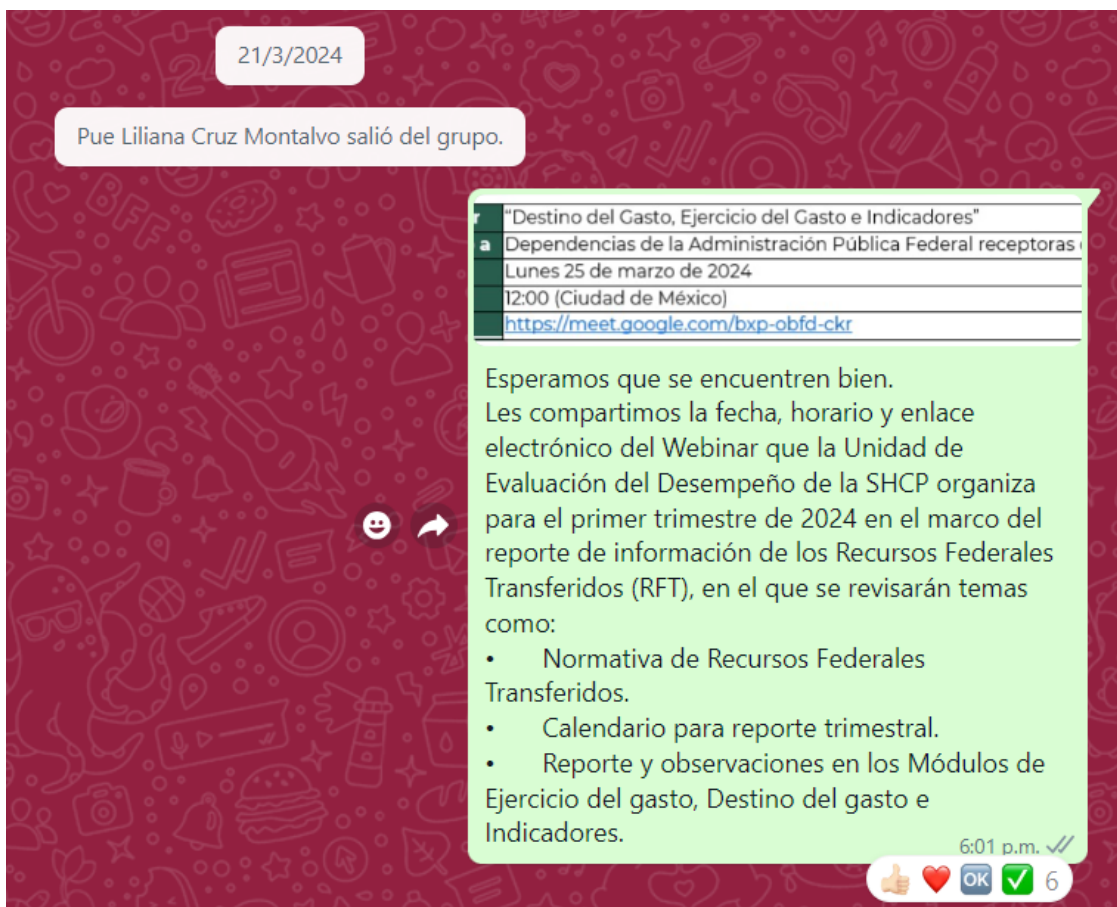 21/3/2024
Pue Liliana Cruz Montalvo salió del grupo.
r "Destino del Gasto, Ejercicio del Gasto e Indicadores"
a Dependencias de la Administración Pública Federal receptoras
Lunes 25 de marzo de 2024
12:00 (Ciudad de México)
https://meet.google.com/bxp-obfd-ckr
Esperamos que se encuentren bien.
Les compartimos la fecha, horario y enlace
electrónico del Webinar que la Unidad de
Evaluación del Desempeño de la SHCP organiza
para el primer trimestre de 2024 en el marco del
reporte de información de los Recursos Federales
Transferidos (RFT), en el que se revisarán temas
como:
• Normativa de Recursos Federales
Transferidos.
• Calendario para reporte trimestral.
• Reporte y observaciones en los Módulos de
Ejercicio del gasto, Destino del gasto e
Indicadores.
6:01 p.m.
👍🏻 ❤️ 🆗 ✅ 6